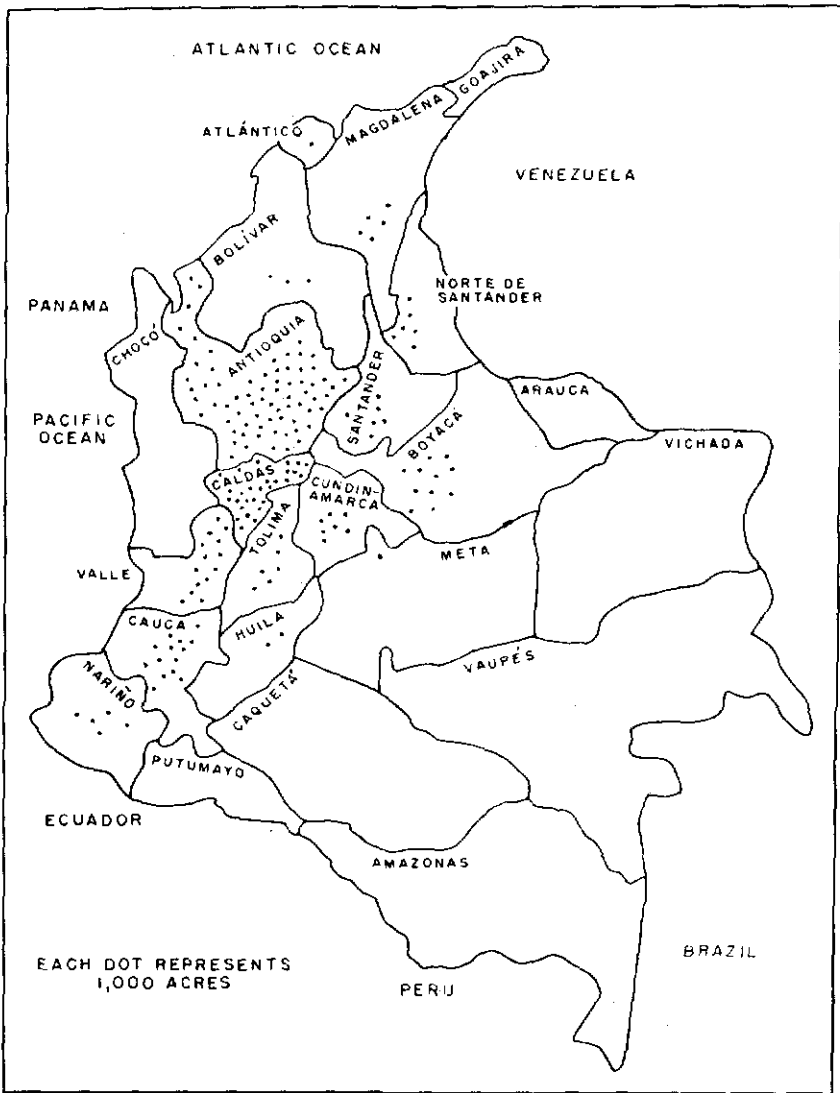 ATLANTIC OCEAN
GOAJIRA
MAGDALENA
ATLÁNTICO
VENEZUELA
BOLÍVAR
NORTE DE
SANTANDER
PANAMA
CHOCÓ
ANTIOQUIA
SANTANDER
ARAUCA
PACIFIC
OCEAN
BOYACÁ
VICHADA
CALDAS
CUNDIN-
AMARCA
TOLIMA
META
VALLE
CAUCA
HUILA
VAUPÉS
NARIÑO
CAQUETÁ
PUTUMAYO
ECUADOR
AMAZONAS
BRAZIL
EACH DOT REPRESENTS
1,000 ACRES
PERU